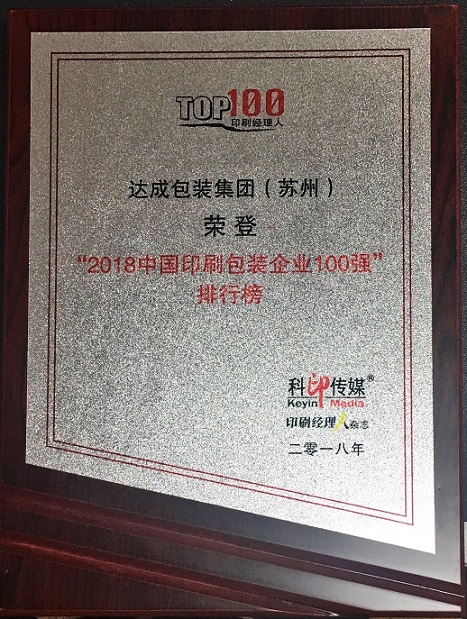 TOP100
印刷经理人
达成包装集团（苏州）
荣登
“2018中国印刷包装企业100强”
排行榜
科印传媒®
Keyin Media
印刷经理人杂志
二零一八年